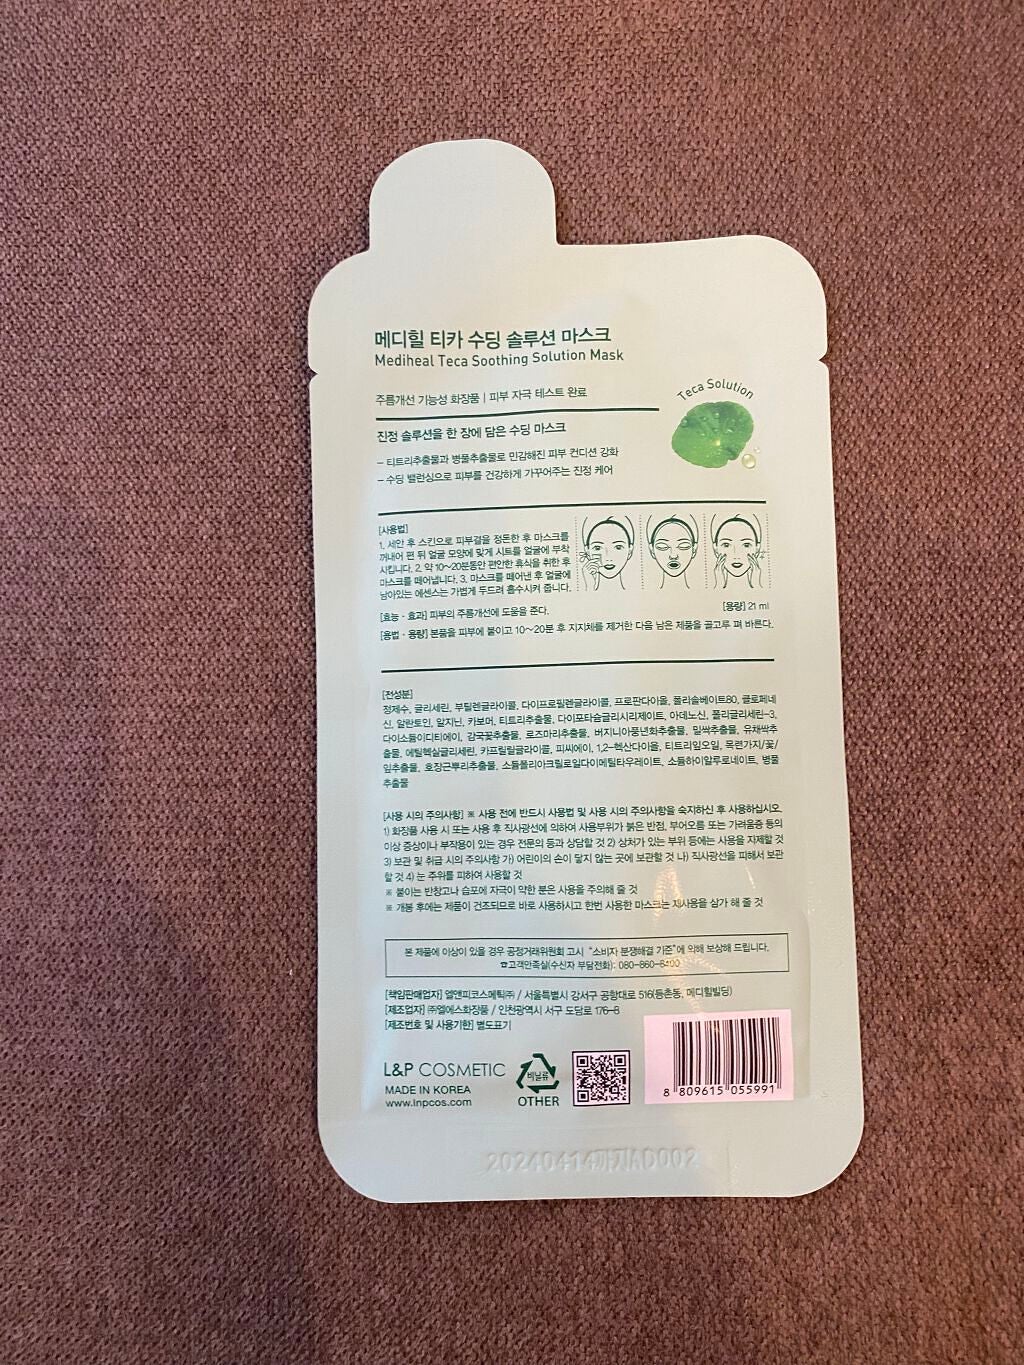 메디힐 티카 수딩 솔루션 마스크
Mediheal Teca Soothing Solution Mask
주름개선 기능성 화장품 | 피부 자극 테스트 완료
Teca Solution
진정 솔루션을 한 장에 담은 수딩 마스크
– 티트리추출물과 병풀추출물로 민감해진 피부 컨디션 강화
– 수딩 밸런싱으로 피부를 건강하게 가꾸어주는 진정 케어
[사용법]
1. 세안 후 스킨으로 피부결을 정돈한 후 마스크를
꺼내어 편 뒤 얼굴 모양에 맞게 시트를 얼굴에 부착
시킵니다. 2. 약 10~20분동안 편안한 휴식을 취한 후
마스크를 떼어냅니다. 3. 마스크를 떼어낸 후 얼굴에
남아있는 에센스는 가볍게 두드려 흡수시켜 줍니다.
[효능 · 효과] 피부의 주름개선에 도움을 준다.
[용량] 21 ml
[용법 · 용량] 본품을 피부에 붙이고 10~20분 후 지지체를 제거한 다음 남은 제품을 골고루 펴 바른다.
[전성분]
정제수, 글리세린, 부틸렌글라이콜, 다이프로필렌글라이콜, 프로판다이올, 폴리솔베이트80, 클로페네
신, 알란토인, 알지닌, 카보머, 티트리추출물, 다이포타슘글리시리제이트, 아데노신, 폴리글리세린-3,
다이소듐이디티에이, 감국꽃추출물, 로즈마리추출물, 버지니아풍년화추출물, 밀싹추출물, 유채싹추
출물, 에틸헥실글리세린, 카프릴릴글라이콜, 피씨에이, 1,2-헥산다이올, 티트리잎오일, 목련가지/꽃/
잎추출물, 호장근뿌리추출물, 소듐폴리아크릴로일다이메틸타우레이트, 소듐하이알루로네이트, 병풀
추출물
[사용 시의 주의사항] ※ 사용 전에 반드시 사용법 및 사용 시의 주의사항을 숙지하신 후 사용하십시오.
1) 화장품 사용 시 또는 사용 후 직사광선에 의하여 사용부위가 붉은 반점, 부어오름 또는 가려움증 등의
이상 증상이나 부작용이 있는 경우 전문의 등과 상담할 것 2) 상처가 있는 부위 등에는 사용을 자제할 것
3) 보관 및 취급 시의 주의사항 가) 어린이의 손이 닿지 않는 곳에 보관할 것 나) 직사광선을 피해서 보관
할 것 4) 눈 주위를 피하여 사용할 것
※ 붙이는 반창고나 습포에 자극이 약한 분은 사용을 주의해 줄 것
※ 개봉 후에는 제품이 건조되므로 바로 사용하시고 한번 사용한 마스크는 재사용을 삼가 해 줄 것
본 제품에 이상이 있을 경우 공정거래위원회 고시 "소비자 분쟁해결 기준"에 의해 보상해 드립니다.
☎고객만족실(수신자 부담전화): 080-860-8400
[책임판매업자] 엘앤피코스메틱㈜ / 서울특별시 강서구 공항대로 516(등촌동, 메디힐빌딩)
[제조업자] ㈜엘에스화장품 / 인천광역시 서구 도담로 176-8
[제조번호 및 사용기한] 별도표기
L&P COSMETIC
MADE IN KOREA
www.lnpcos.com
비닐류
OTHER
8 809615 055991
20240414까지AD002